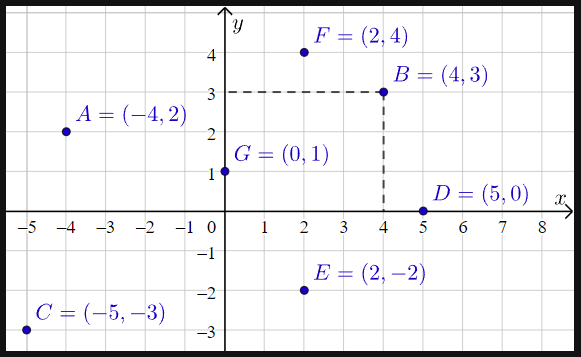 y
F = (2, 4)
4
B = (4, 3)
3
A = (−4, 2)
2
G = (0, 1)
1
D = (5, 0)
x
−5 −4 −3 −2 −1 0 1 2 3 4 5 6 7 8
−1
E = (2, −2)
−2
C = (−5, −3)
−3